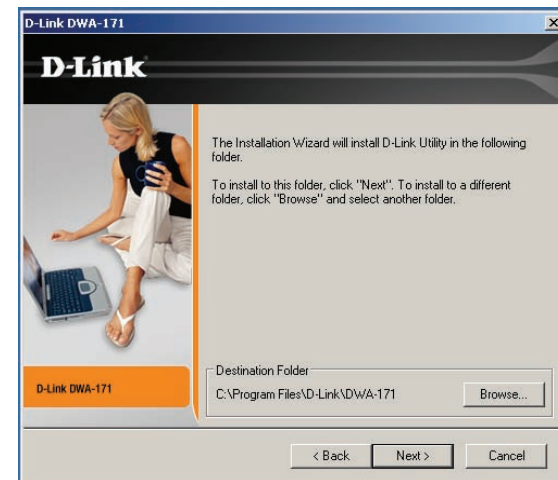 D-Link DWA-171
D-Link
The Installation Wizard will install D-Link Utility in the following
folder.
To install to this folder, click "Next". To install to a different
folder, click "Browse" and select another folder.
D-Link DWA-171
Destination Folder
C:\Program Files\D-Link\DWA-171
Browse...
< Back
Next >
Cancel